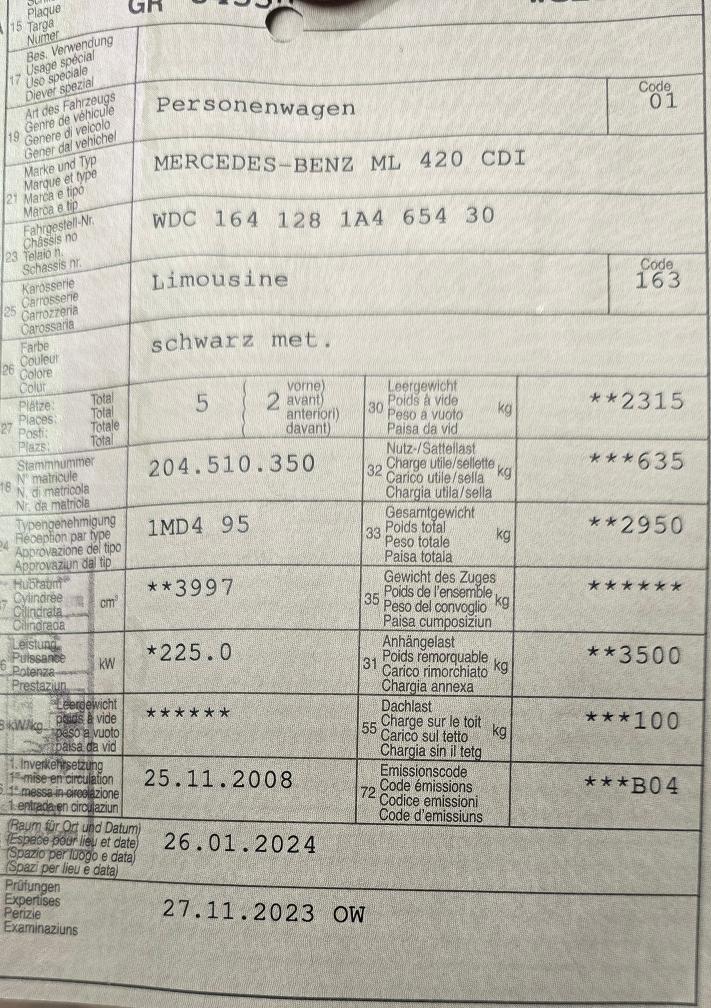 Plaque
15 Targa
Numer
GR
Bes. Verwendung
Usage spécial
17 Uso speciale
Diever spezial
Art des Fahrzeugs
Genre de véhicule
19 Genere di veicolo
Gener dal vehichel
Personenwagen
Code
01
Marke und Typ
Marque et type
21 Marca e tipo
Marca e tip
MERCEDES-BENZ ML 420 CDI
Fahrgestell-Nr.
Châssis no
23 Telaio n.
Schassis nr.
WDC 164 128 1A4 654 30
Karosserie
Carrosserie
25 Carrozzeria
Carossaria
Limousine
Code
163
Farbe
Couleur
26 Colore
Colur
schwarz met.
Plätze: Total
Places: Total
27 Posti: Totale
Plazs: Total
5 ( 2 vorne)
avant)
anteriori)
davant)
Leergewicht
Poids à vide
30 Peso a vuoto kg
Paisa da vid
**2315
Stammnummer
N° matricule
18 N. di matricola
Nr. da matricla
204.510.350
Nutz-/Sattellast
32 Charge utile/sellette kg
Carico utile/sella
Chargia utila/sella
***635
Typengenehmigung
24 Réception par type
Approvazione del tipo
Approvaziun dal tip
1MD4 95
Gesamtgewicht
33 Poids total kg
Peso totale
Paisa totala
**2950
Hubraum
Cylindrée
Cilindrata cm³
Cilindrada
**3997
Gewicht des Zuges
35 Poids de l'ensemble kg
Peso del convoglio
Paisa cumposiziun
******
Leistung
Puissance
Potenza kW
Prestaziun
*225.0
Anhängelast
31 Poids remorquable kg
Carico rimorchiato
Chargia annexa
**3500
Leergewicht
kW/kg poids à vide
peso a vuoto
paisa da vid
******
Dachlast
55 Charge sur le toit kg
Carico sul tetto
Chargia sin il tetg
***100
1. Inverkehrsetzung
1re mise en circulation
1a messa in circolazione
1. entrada en circulaziun
25.11.2008
Emissionscode
72 Code émissions
Codice emissioni
Code d'emissiuns
***B04
(Raum für Ort und Datum)
(Espace pour lieu et date)
(Spazio per luogo e data)
(Spazi per lieu e data)
26.01.2024
Prüfungen
Expertises
Perizie
Examinaziuns
27.11.2023 OW